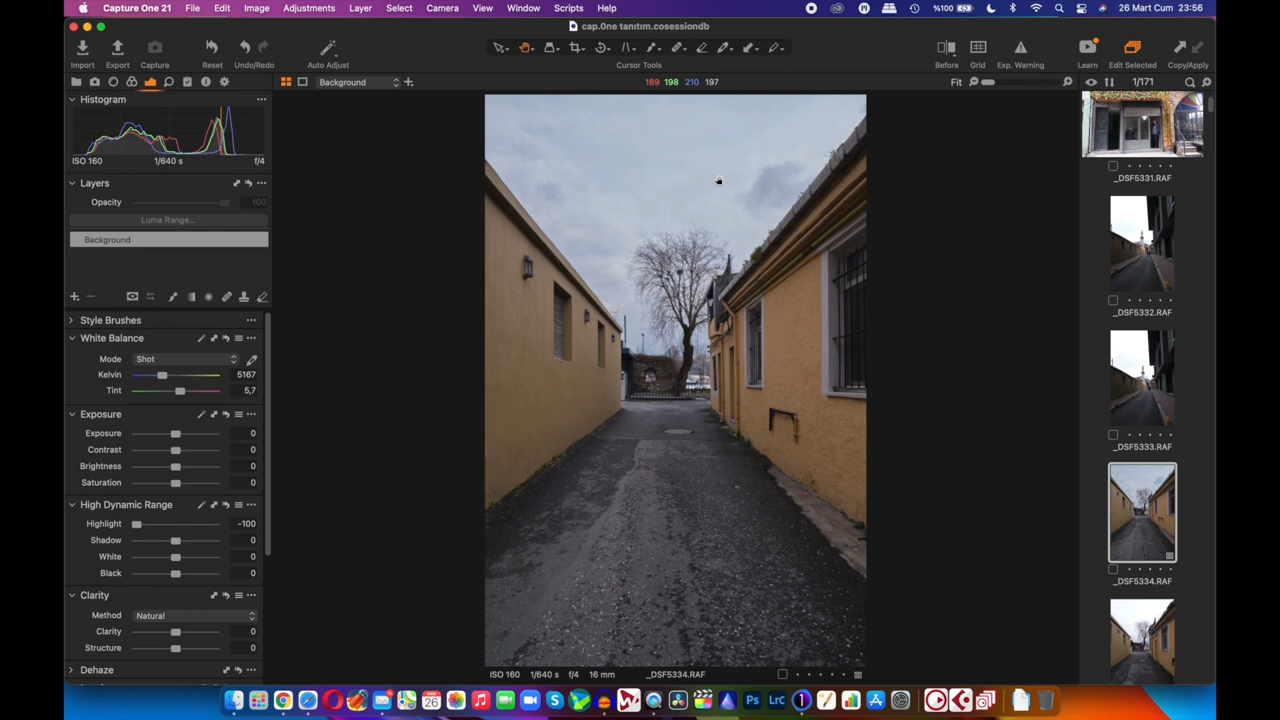 Capture One 21 File Edit Image Adjustments Layer Select Camera View Window Scripts Help %100 26 Mart Cum 23:56
cap.One tanıtım.cosessiondb
Import Export Capture Reset Undo/Redo Auto Adjust Cursor Tools Before Grid Exp. Warning Learn Edit Selected Copy/Apply
Background 189 198 210 197 Fit 1/171
Histogram
ISO 160 1/640 s f/4
Layers
Opacity 100
Luma Range...
Background
Style Brushes
White Balance
Mode Shot
Kelvin 5167
Tint 5,7
Exposure
Exposure 0
Contrast 0
Brightness 0
Saturation 0
High Dynamic Range
Highlight -100
Shadow 0
White 0
Black 0
Clarity
Method Natural
Clarity 0
Structure 0
Dehaze
ISO 160 1/640 s f/4 16 mm _DSF5334.RAF
_DSF5331.RAF
_DSF5332.RAF
_DSF5333.RAF
_DSF5334.RAF
26
Ps LrC